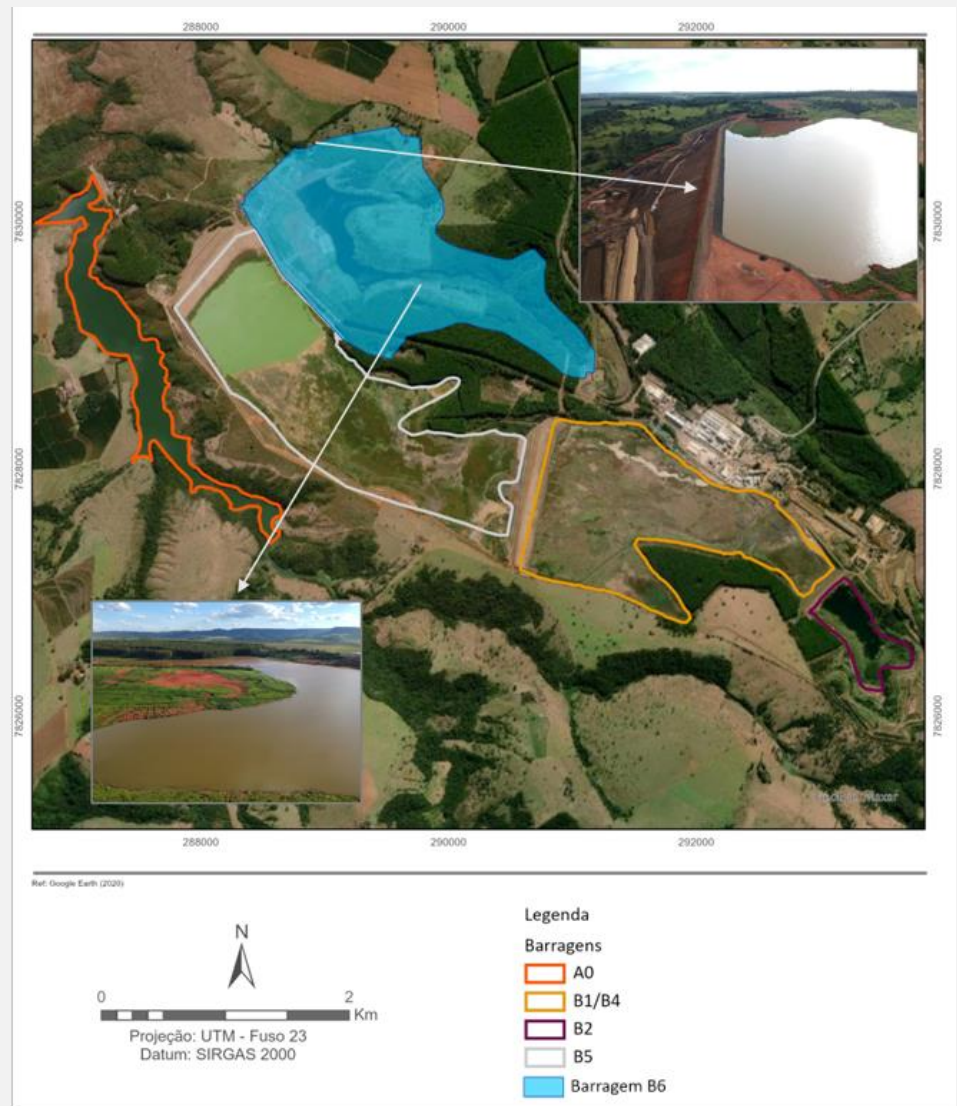 288000
290000
292000
7830000
7830000
7828000
7828000
7826000
7826000
288000
290000
292000
Ref: Google Earth (2020)
N
0
2
Km
Projeção: UTM - Fuso 23
Datum: SIRGAS 2000
Legenda
Barragens
A0
B1/B4
B2
B5
Barragem B6